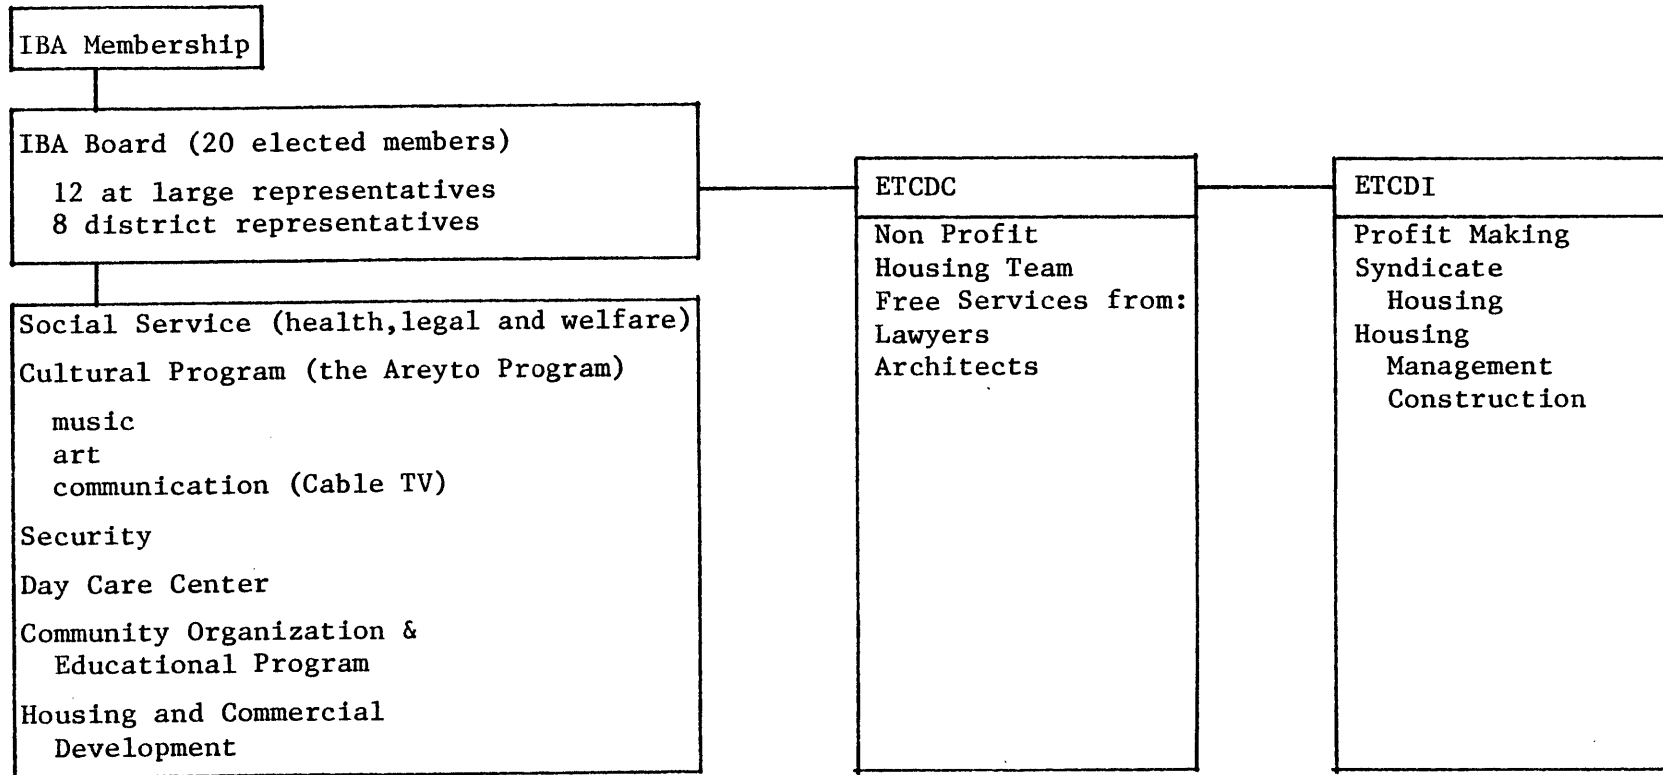 IBA Membership
IBA Board (20 elected members)
12 at large representatives
8 district representatives
Social Service (health,legal and welfare)
Cultural Program (the Areyto Program)
music
art
communication (Cable TV)
Security
Day Care Center
Community Organization &
Educational Program
Housing and Commercial
Development
ETCDC
Non Profit
Housing Team
Free Services from:
Lawyers
Architects
ETCDI
Profit Making
Syndicate
Housing
Housing
Management
Construction